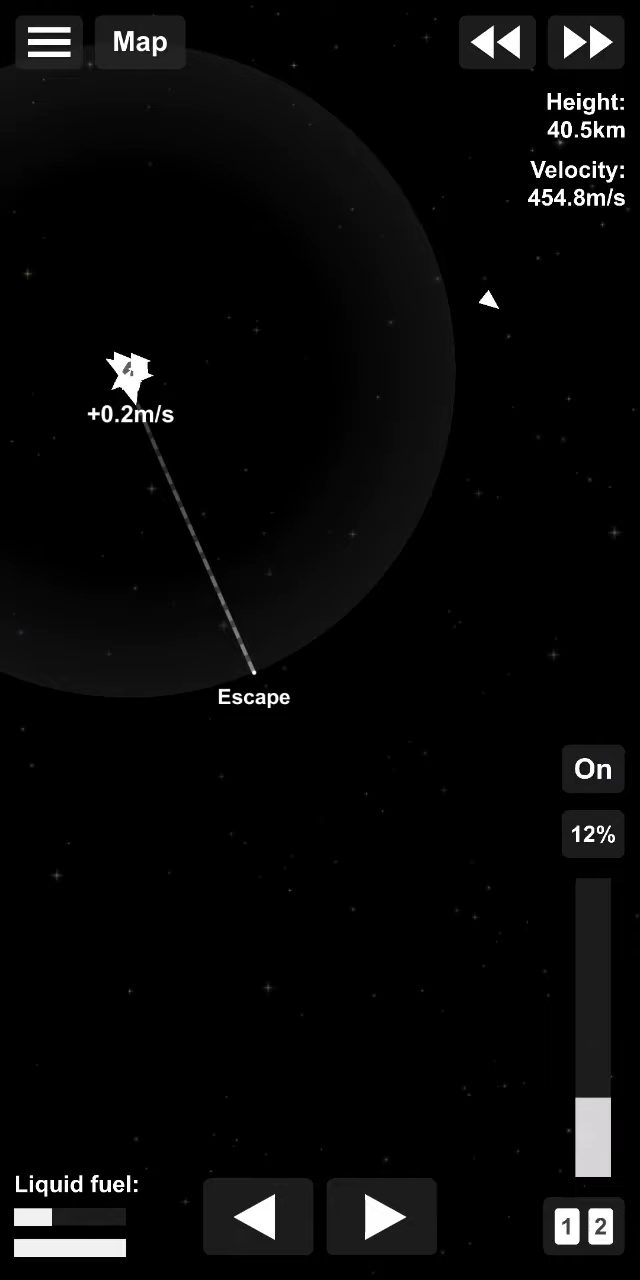 Map
Height:
40.5km
Velocity:
454.8m/s
+0.2m/s
Escape
On
12%
Liquid fuel:
1 2